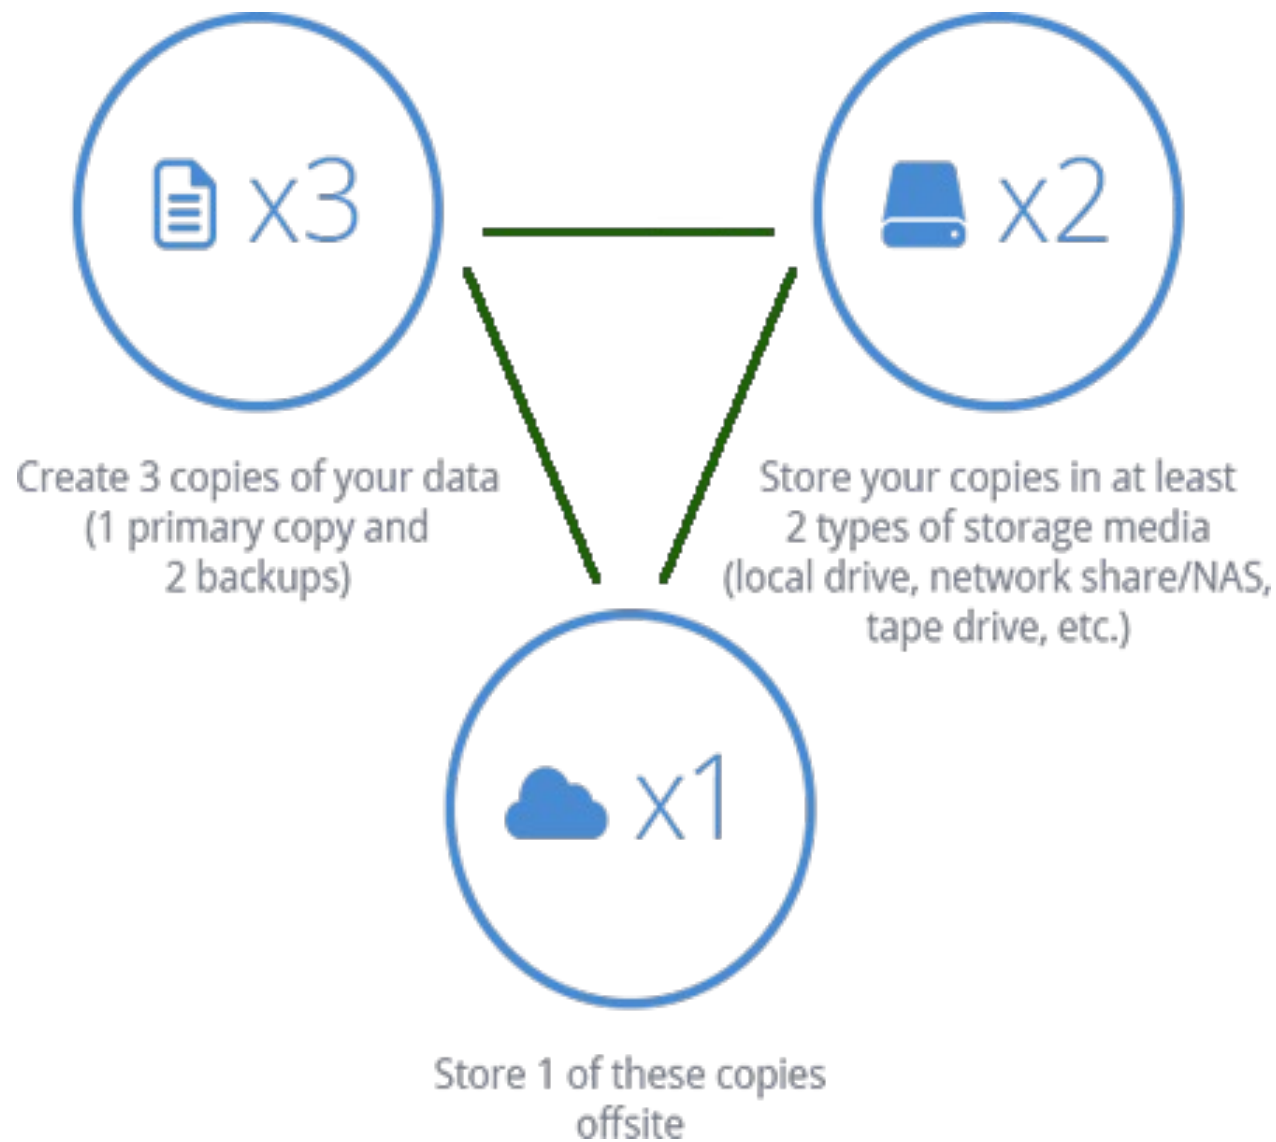 x3
x2
Create 3 copies of your data
(1 primary copy and
2 backups)
Store your copies in at least
2 types of storage media
(local drive, network share/NAS,
tape drive, etc.)
x1
Store 1 of these copies
offsite